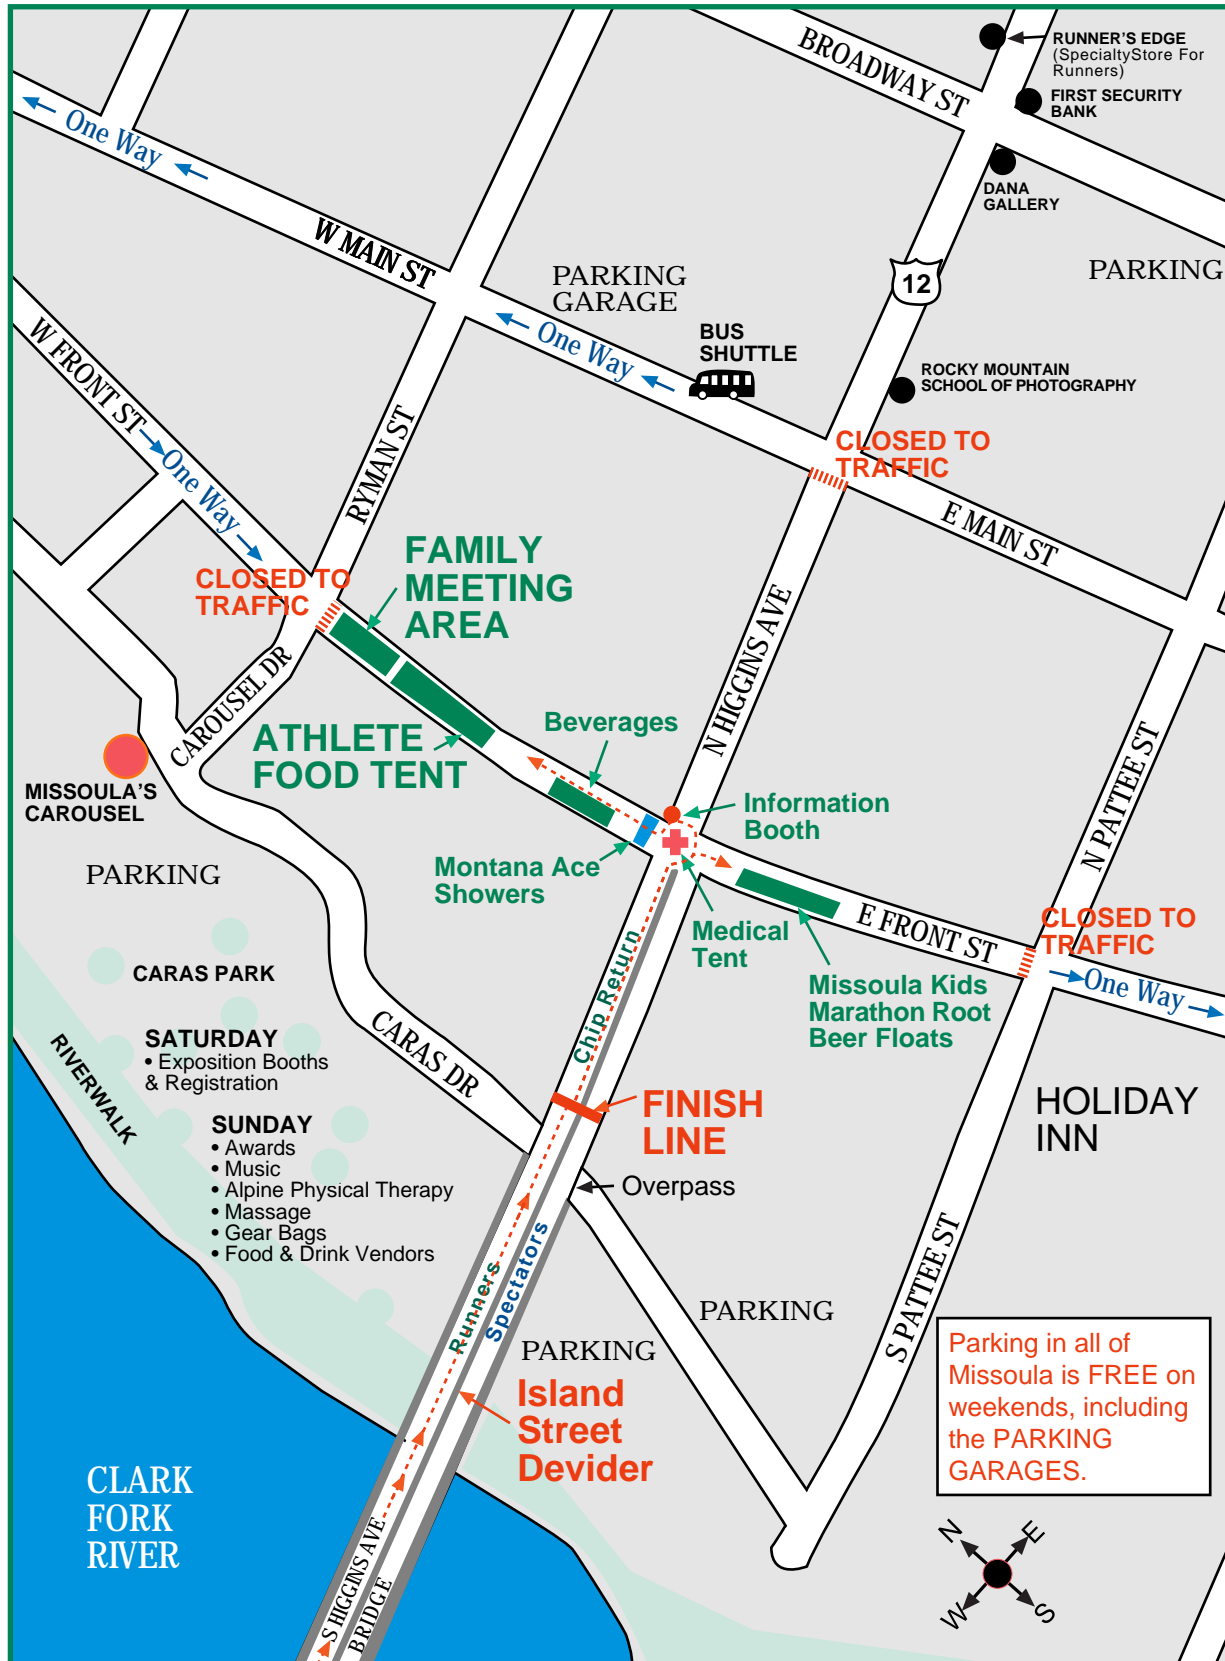 RUNNER'S EDGE
(SpecialtyStore For
Runners)
BROADWAY ST
FIRST SECURITY
BANK
One Way
DANA
GALLERY
W MAIN ST
PARKING
GARAGE
12
PARKING
BUS
SHUTTLE
One Way
W FRONT ST
ROCKY MOUNTAIN
SCHOOL OF PHOTOGRAPHY
One Way
RYMAN ST
CLOSED TO
TRAFFIC
E MAIN ST
FAMILY
MEETING
AREA
CLOSED TO
TRAFFIC
N HIGGINS AVE
CAROUSEL DR
ATHLETE
FOOD TENT
Beverages
N PATTEE ST
MISSOULA'S
CAROUSEL
Information
Booth
PARKING
Montana Ace
Showers
Medical
Tent
E FRONT ST
CLOSED TO
TRAFFIC
One Way
Missoula Kids
Marathon Root
Beer Floats
CARAS PARK
Chip Return
SATURDAY
• Exposition Booths
& Registration
CARAS DR
RIVERWALK
FINISH
LINE
HOLIDAY
INN
SUNDAY
• Awards
• Music
• Alpine Physical Therapy
• Massage
• Gear Bags
• Food & Drink Vendors
Overpass
Runners
Spectators
S PATTEE ST
PARKING
PARKING
Island
Street
Devider
Parking in all of
Missoula is FREE on
weekends, including
the PARKING
GARAGES.
CLARK
FORK
RIVER
S HIGGINS AVE
BRIDGE
N
E
W
S